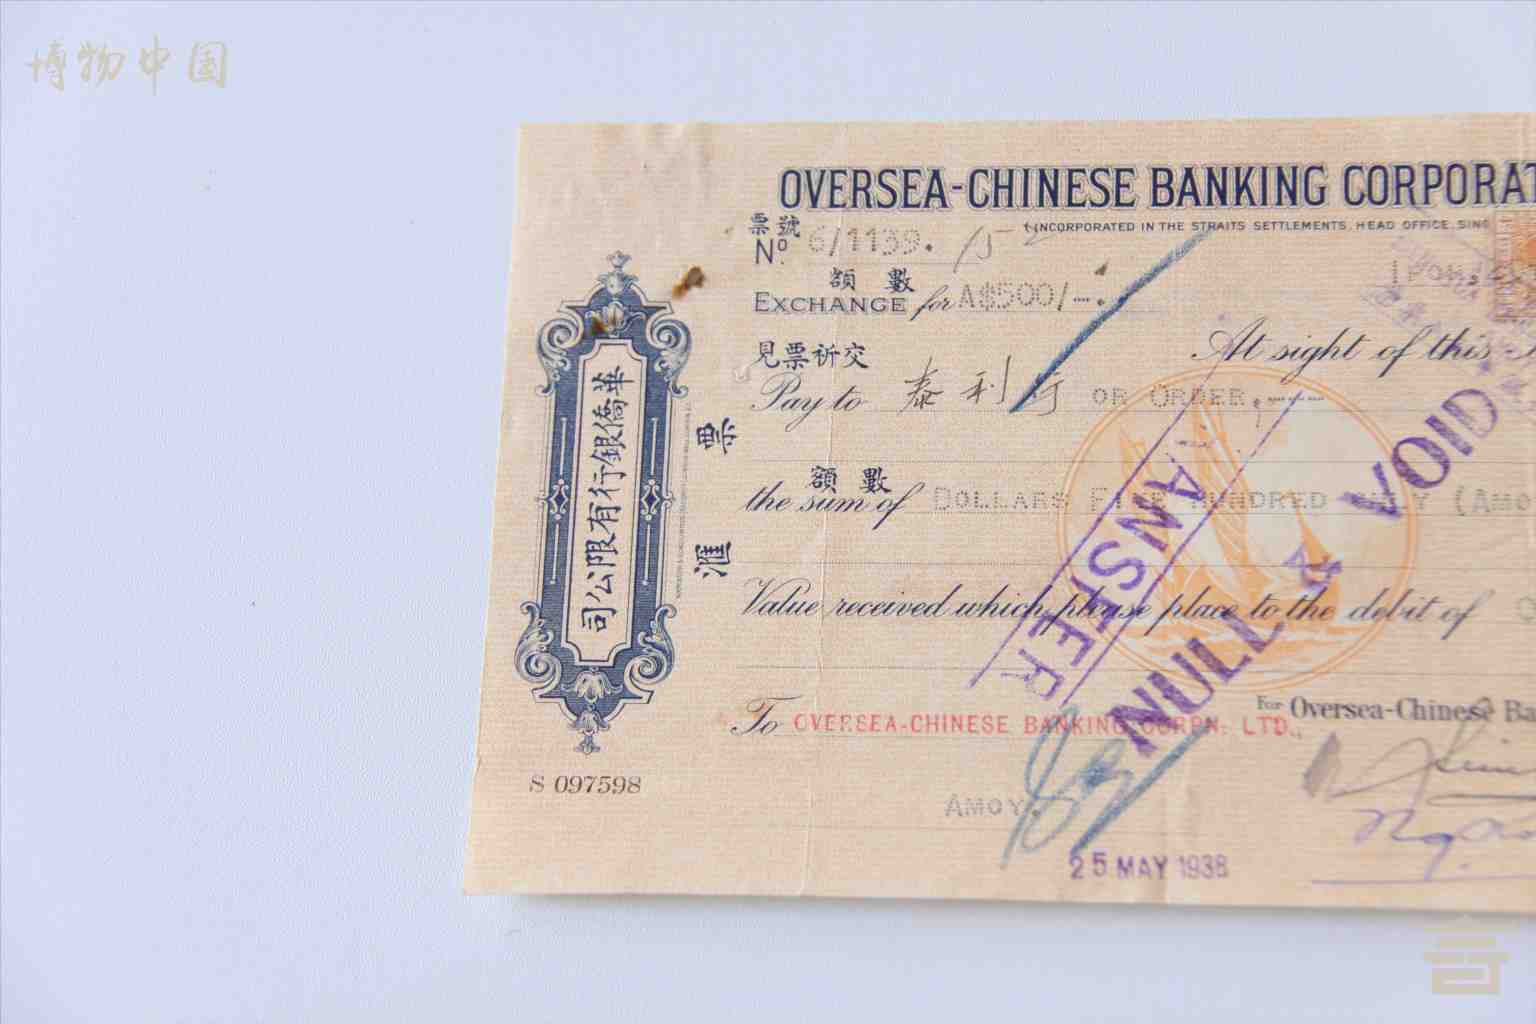 博物中国
OVERSEA-CHINESE BANKING CORPORAT
(INCORPORATED IN THE STRAITS SETTLEMENTS. HEAD OFFICE. SING
票號
No 6/1139. 15
額數
EXCHANGE for A$500/-.
見票祈交
At sight of this
Pay to 泰利行 OR ORDER.----
額數
the sum of DOLLARS FIVE HUNDRED ONLY (AMO
Value received which please place to the debit of
For Oversea-Chinese Ba
To OVERSEA-CHINESE BANKING CORPN. LTD.,
AMOY.
25 MAY 1938
華僑銀行有限公司
匯票
S 097598
TRANSFER
NULL & VOID